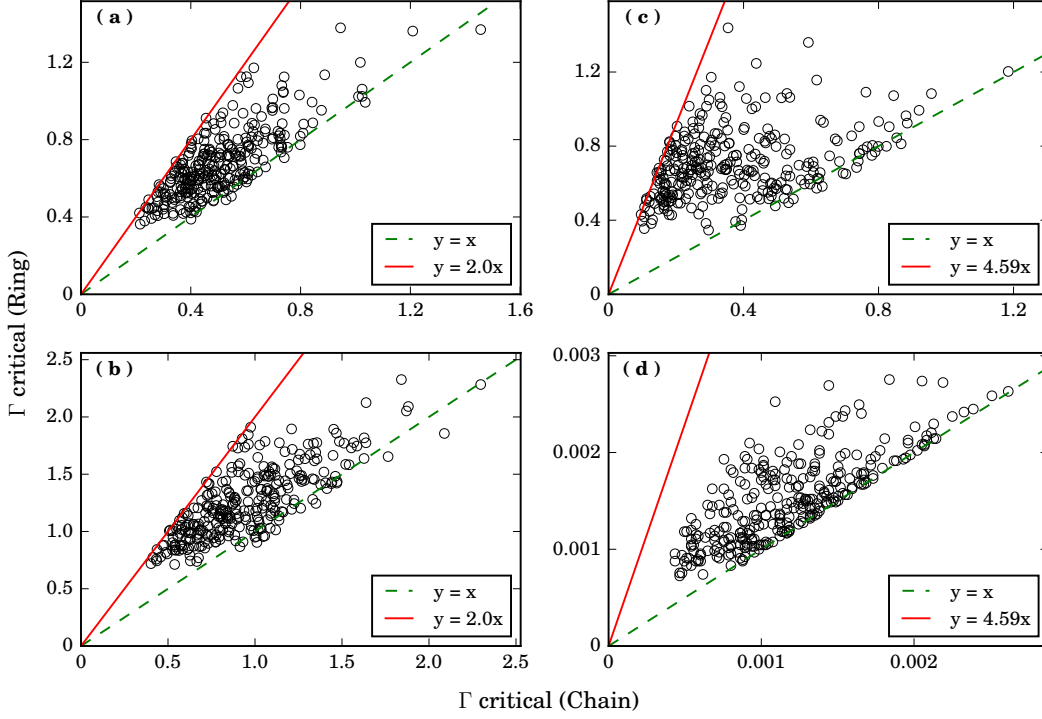 Γ critical (Ring)
( a )
1.2
0.8
0.4
0
0
0.4
0.8
1.2
1.6
y = x
y = 2.0x
( c )
1.2
0.8
0.4
0
0
0.4
0.8
1.2
y = x
y = 4.59x
( b )
2.5
2.0
1.5
1.0
0.5
0
0
0.5
1.0
1.5
2.0
2.5
y = x
y = 2.0x
( d )
0.003
0.002
0.001
0
0
0.001
0.002
y = x
y = 4.59x
Γ critical (Chain)